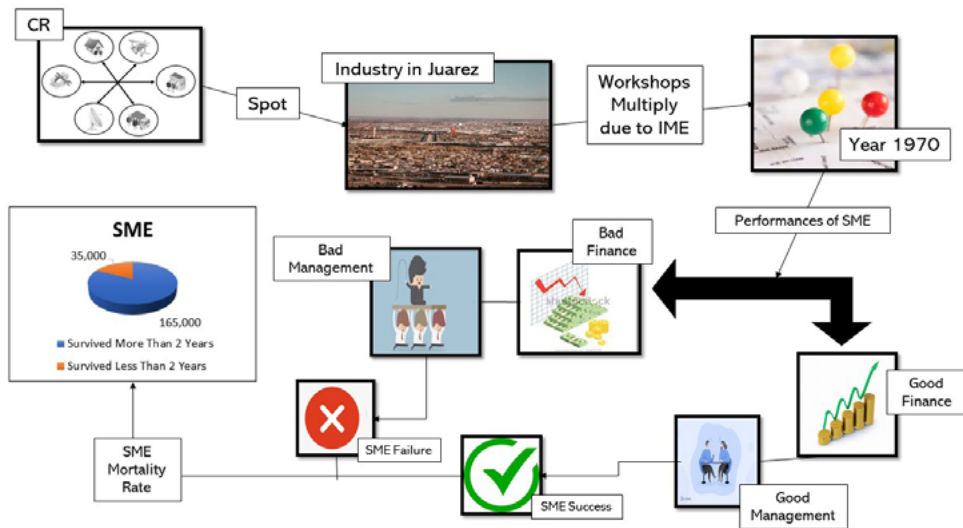 CR
Spot
Industry in Juarez
Workshops
Multiply
due to IME
Year 1970
Performances of SME
Bad
Finance
Bad
Management
SME
35,000
165,000
Survived More Than 2 Years
Survived Less Than 2 Years
Good
Finance
Good
Management
SME Success
SME Failure
SME
Mortality
Rate